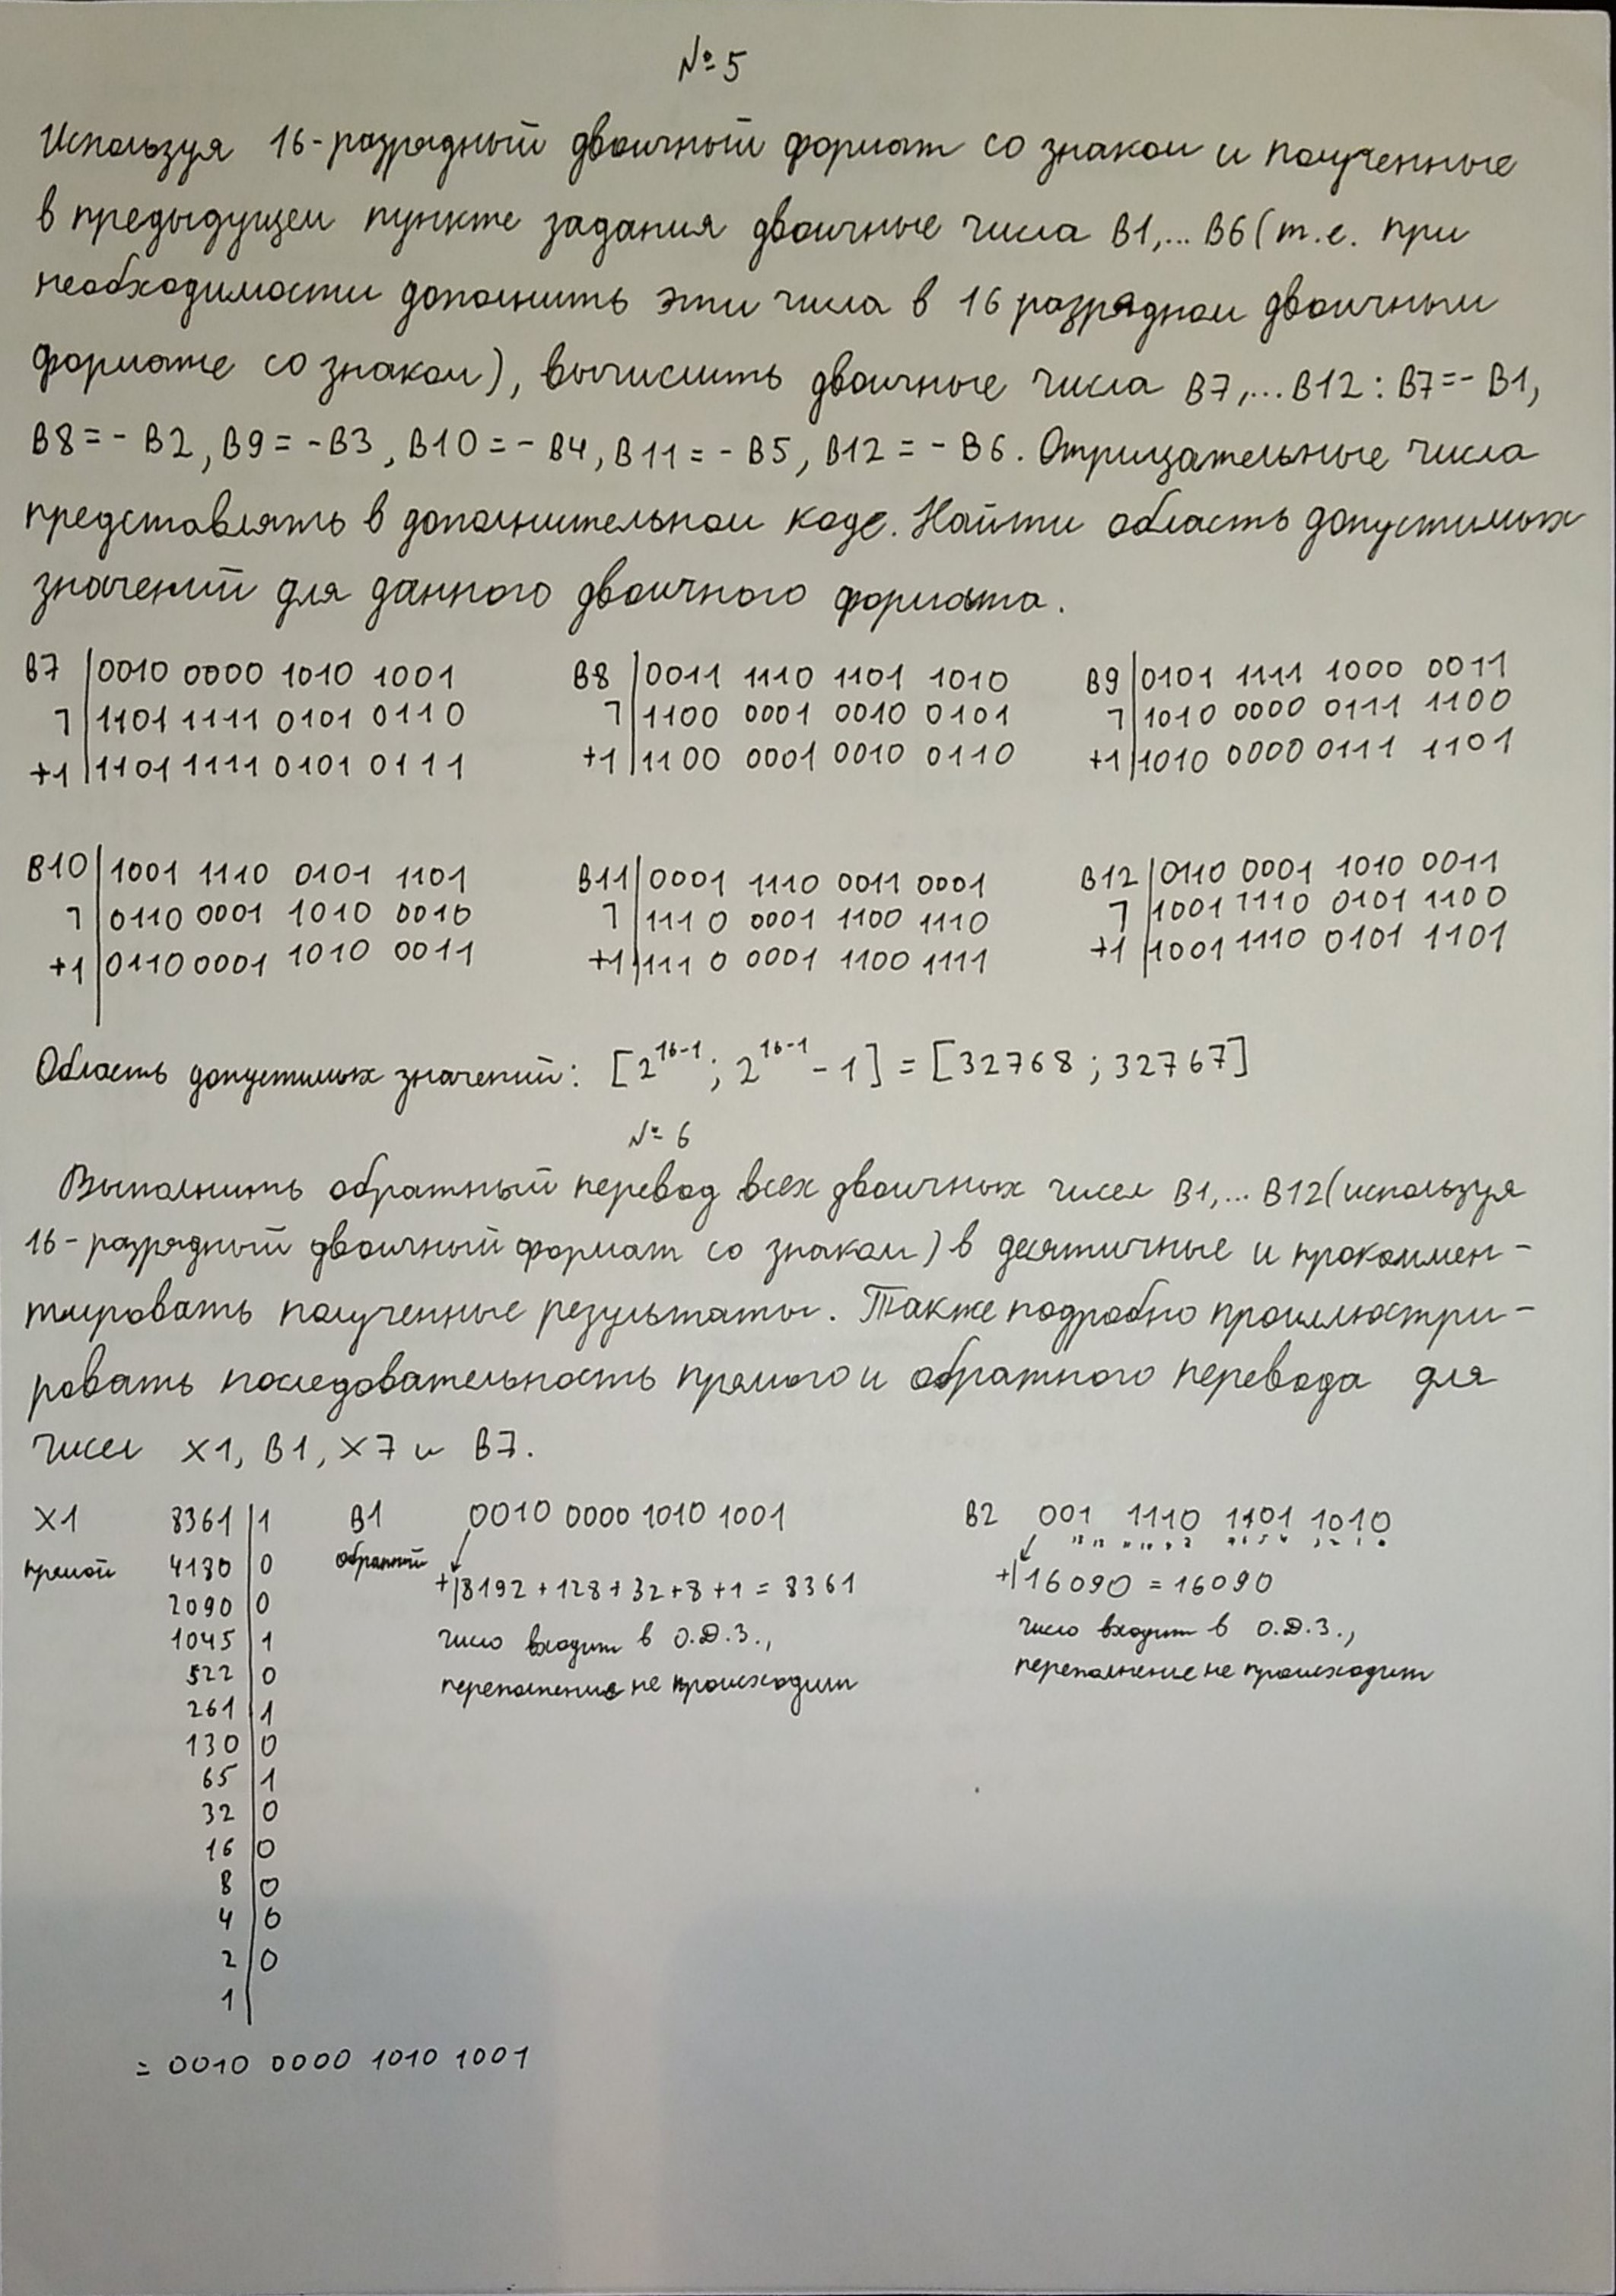 № 5
Используя 16-разрядный двоичный формат со знаком и полученные
в предыдущем пункте задания двоичные числа B1,... B6 (т.е. при
необходимости дополнить эти числа в 16 разрядном двоичным
формате со знаком), вычислить двоичные числа B7,... B12: B7 = - B1,
B8 = - B2, B9 = -B3, B10 = - B4, B11 = - B5, B12 = - B6. Отрицательные числа
представлять в дополнительном коде. Найти область допустимых
значений для данного двоичного формата.
B7 |0010 0000 1010 1001 B8 |0011 1110 1101 1010 B9 |0101 1111 1000 0011
¬ |1101 1111 0101 0110 ¬ |1100 0001 0010 0101 ¬ |1010 0000 0111 1100
+1 |1101 1111 0101 0111 +1 |1100 0001 0010 0110 +1 |1010 0000 0111 1101
B10 |1001 1110 0101 1101 B11 |0001 1110 0011 0001 B12 |0110 0001 1010 0011
¬ |0110 0001 1010 0010 ¬ |1110 0001 1100 1110 ¬ |1001 1110 0101 1100
+1 |0110 0001 1010 0011 +1 |1110 0001 1100 1111 +1 |1001 1110 0101 1101
Область допустимых значений: [2^16-1; 2^16-1 - 1] = [32768; 32767]
№ 6
Выполнить обратный перевод всех двоичных чисел B1,... B12 (используя
16-разрядный двоичный формат со знаком) в десятичные и прокоммен-
тировать полученные результаты. Также подробно проиллюстри-
ровать последовательность прямого и обратного перевода для
чисел X1, B1, X7 и B7.
X1 8361 | 1 B1 0010 0000 1010 1001 B2 001 1110 1101 1010
прямой 4180 | 0 обратный +| 8192 + 128 + 32 + 8 + 1 = 8361 +| 16090 = 16090
2090 | 0
1045 | 1 число входит в О.Д.З., число входит в О.Д.З.,
522 | 0 переполнение не происходит переполнение не происходит
261 | 1
130 | 0
65 | 1
32 | 0
16 | 0
8 | 0
4 | 0
2 | 0
1 |
= 0010 0000 1010 1001